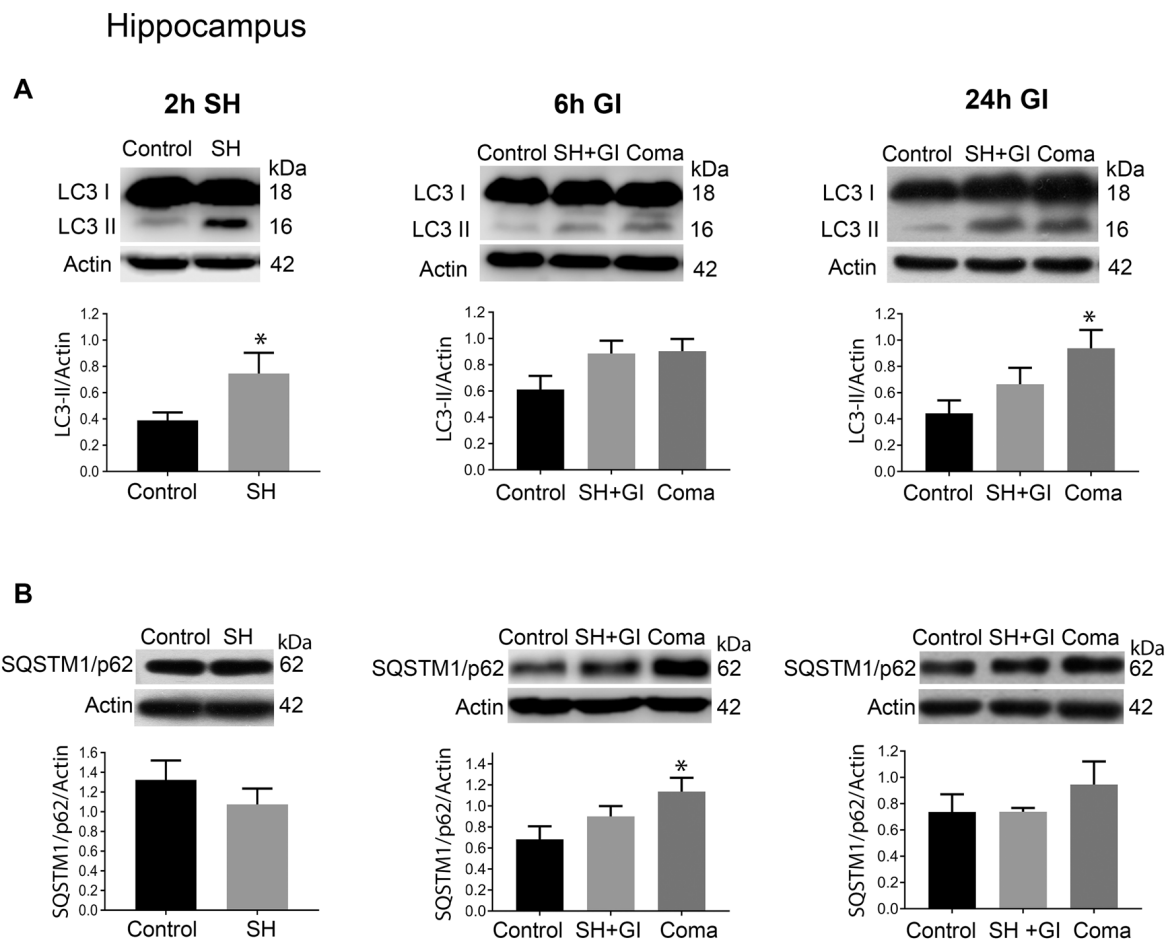 Hippocampus
A
2h SH
6h GI
24h GI
Control SH
kDa
LC3 I
18
LC3 II
16
Actin
42
Control SH+GI Coma
kDa
LC3 I
18
LC3 II
16
Actin
42
Control SH+GI Coma
kDa
LC3 I
18
LC3 II
16
Actin
42
LC3-II/Actin
1.2
1.0
0.8
0.6
0.4
0.2
0.0
*
Control SH
LC3-II/Actin
1.2
1.0
0.8
0.6
0.4
0.2
0.0
Control SH+GI Coma
LC3-II/Actin
1.2
1.0
0.8
0.6
0.4
0.2
0.0
*
Control SH+GI Coma
B
Control SH
kDa
SQSTM1/p62
62
Actin
42
Control SH+GI Coma
kDa
SQSTM1/p62
62
Actin
42
Control SH+GI Coma
kDa
SQSTM1/p62
62
Actin
42
SQSTM1/p62/Actin
1.6
1.4
1.2
1.0
0.8
0.6
0.4
0.2
0.0
Control SH
SQSTM1/p62/Actin
1.4
1.2
1.0
0.8
0.6
0.4
0.2
0.0
*
Control SH+GI Coma
SQSTM1/p62/Actin
1.2
1.0
0.8
0.6
0.4
0.2
0.0
Control SH +GI Coma